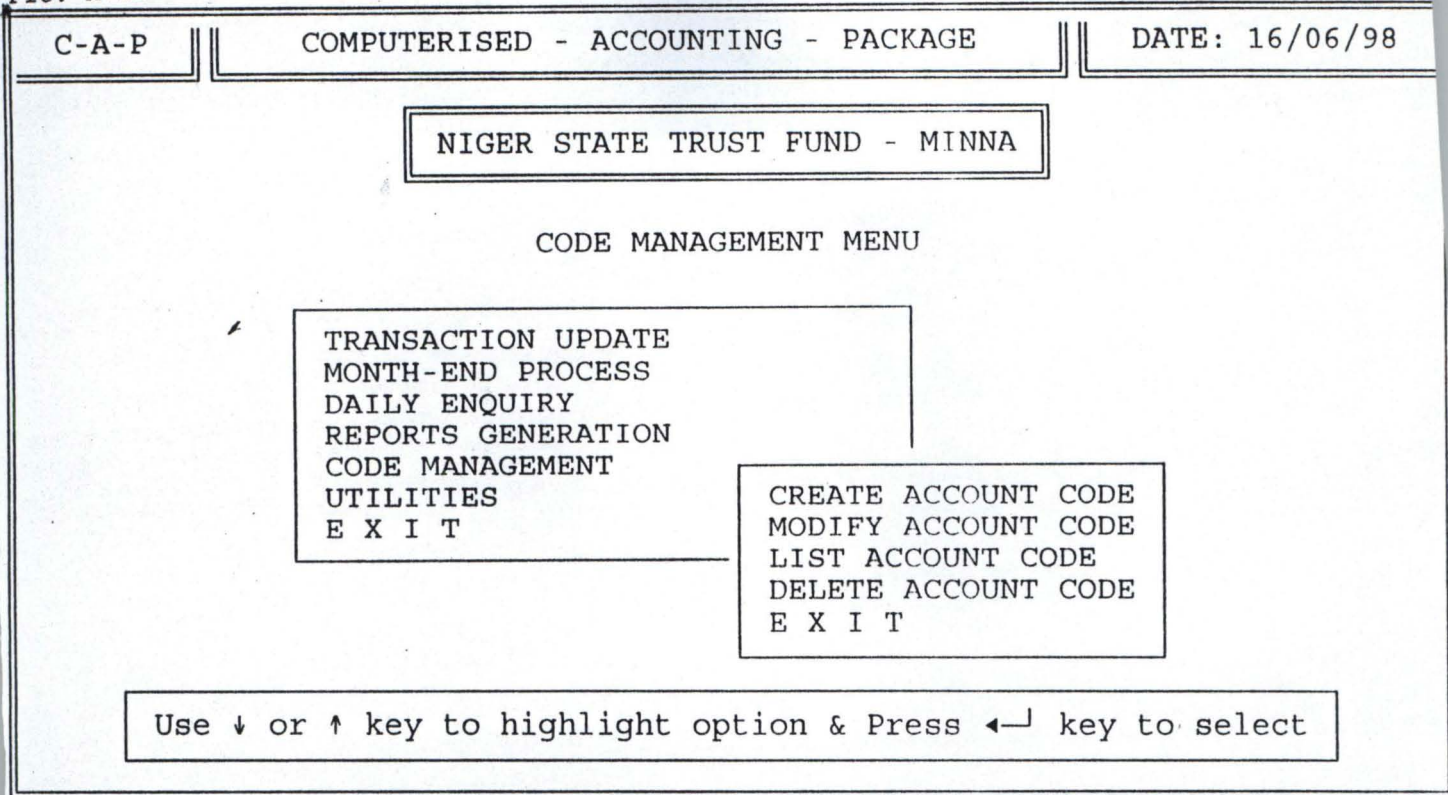 C-A-P COMPUTERISED - ACCOUNTING - PACKAGE DATE: 16/06/98
NIGER STATE TRUST FUND - MINNA
CODE MANAGEMENT MENU
TRANSACTION UPDATE
MONTH-END PROCESS
DAILY ENQUIRY
REPORTS GENERATION
CODE MANAGEMENT
UTILITIES
E X I T
CREATE ACCOUNT CODE
MODIFY ACCOUNT CODE
LIST ACCOUNT CODE
DELETE ACCOUNT CODE
E X I T
Use ↓ or ↑ key to highlight option & Press ◄─┘ key to select